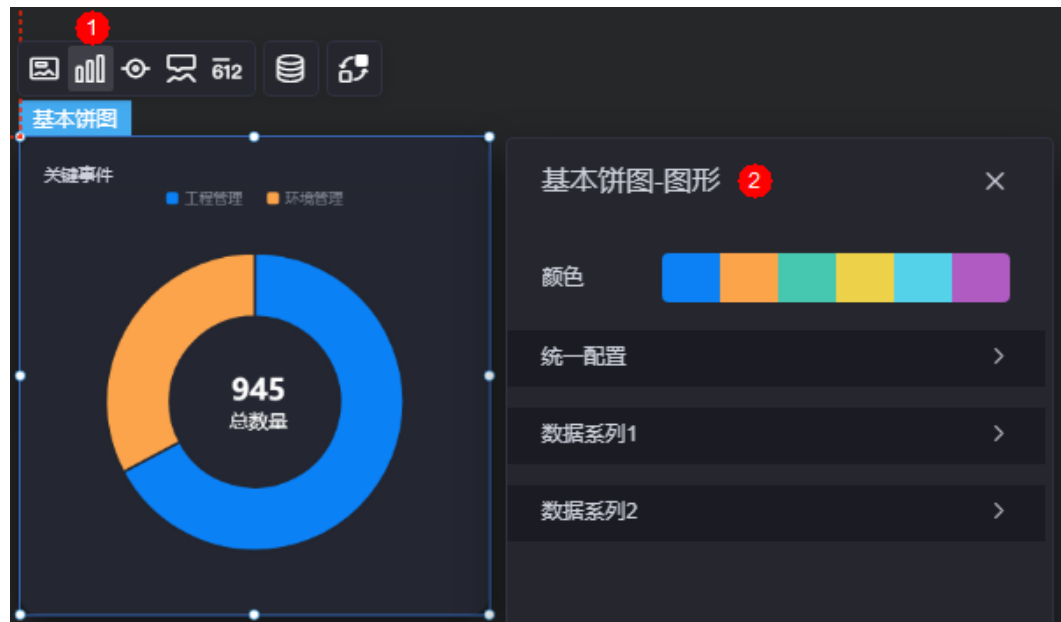 1
612
基本饼图
关键事件
工程管理 环境管理
945
总数量
基本饼图-图形 2
颜色
统一配置
数据系列1
数据系列2